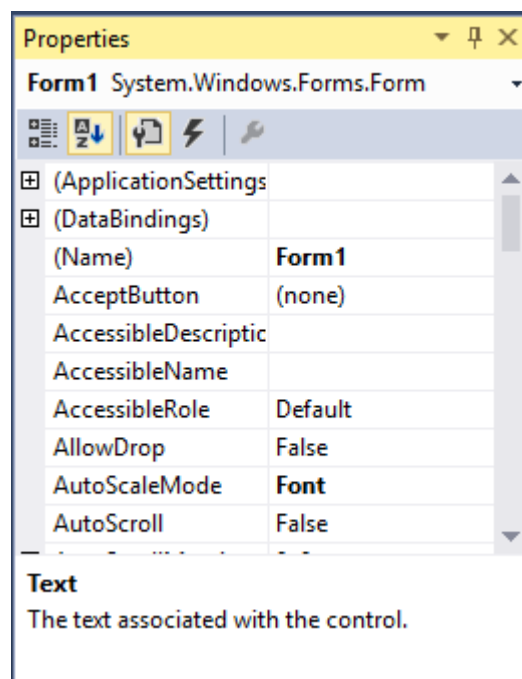 Properties
Form1 System.Windows.Forms.Form
(ApplicationSettings
(DataBindings)
(Name) Form1
AcceptButton (none)
AccessibleDescriptic
AccessibleName
AccessibleRole Default
AllowDrop False
AutoScaleMode Font
AutoScroll False
Text
The text associated with the control.